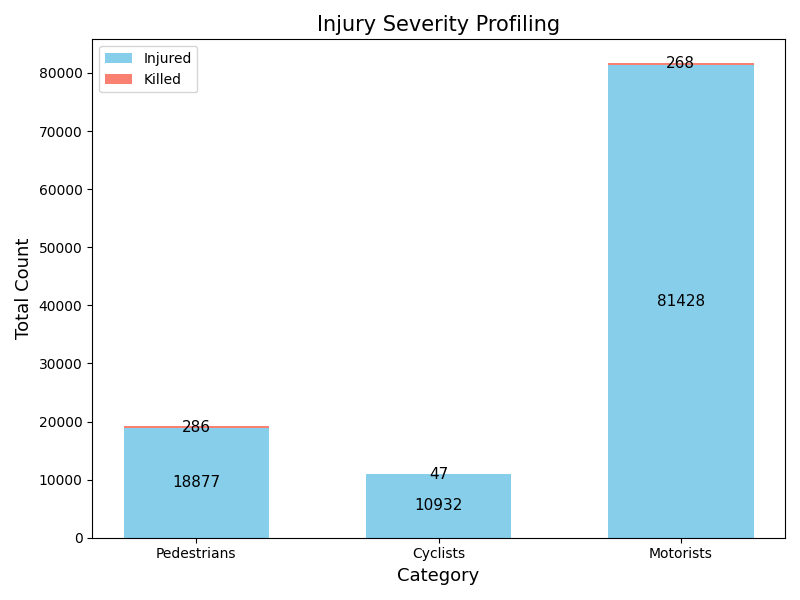 Injury Severity Profiling
Injured
Killed
Total Count
80000
70000
60000
50000
40000
30000
20000
10000
0
286
18877
47
10932
268
81428
Pedestrians
Cyclists
Motorists
Category